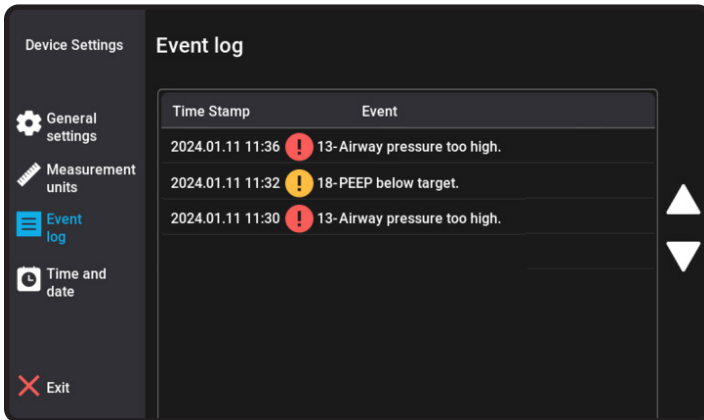 Device Settings
Event log
General
settings
Measurement
units
Event
log
Time and
date
Exit
Time Stamp Event
2024.01.11 11:36 ! 13-Airway pressure too high.
2024.01.11 11:32 ! 18-PEEP below target.
2024.01.11 11:30 ! 13-Airway pressure too high.